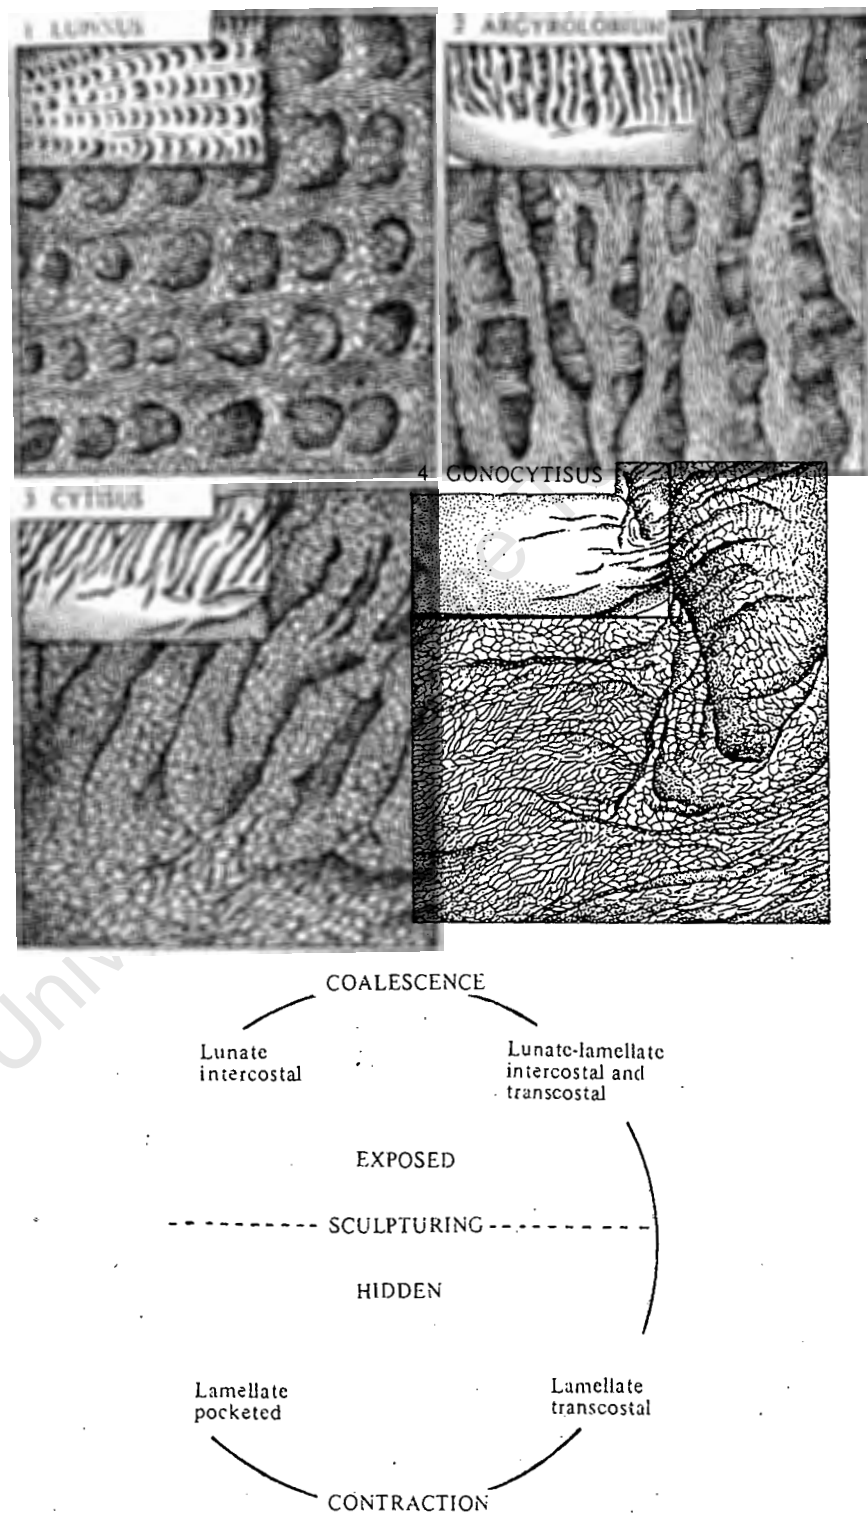 1 LUPINUS
2 ARGYROLOBIUM
3 CYTISUS
4 GONOCYTISUS
COALESCENCE
Lunate
intercostal
Lunate-lamellate
intercostal and
transcostal
EXPOSED
SCULPTURING
HIDDEN
Lamellate
pocketed
Lamellate
transcostal
CONTRACTION